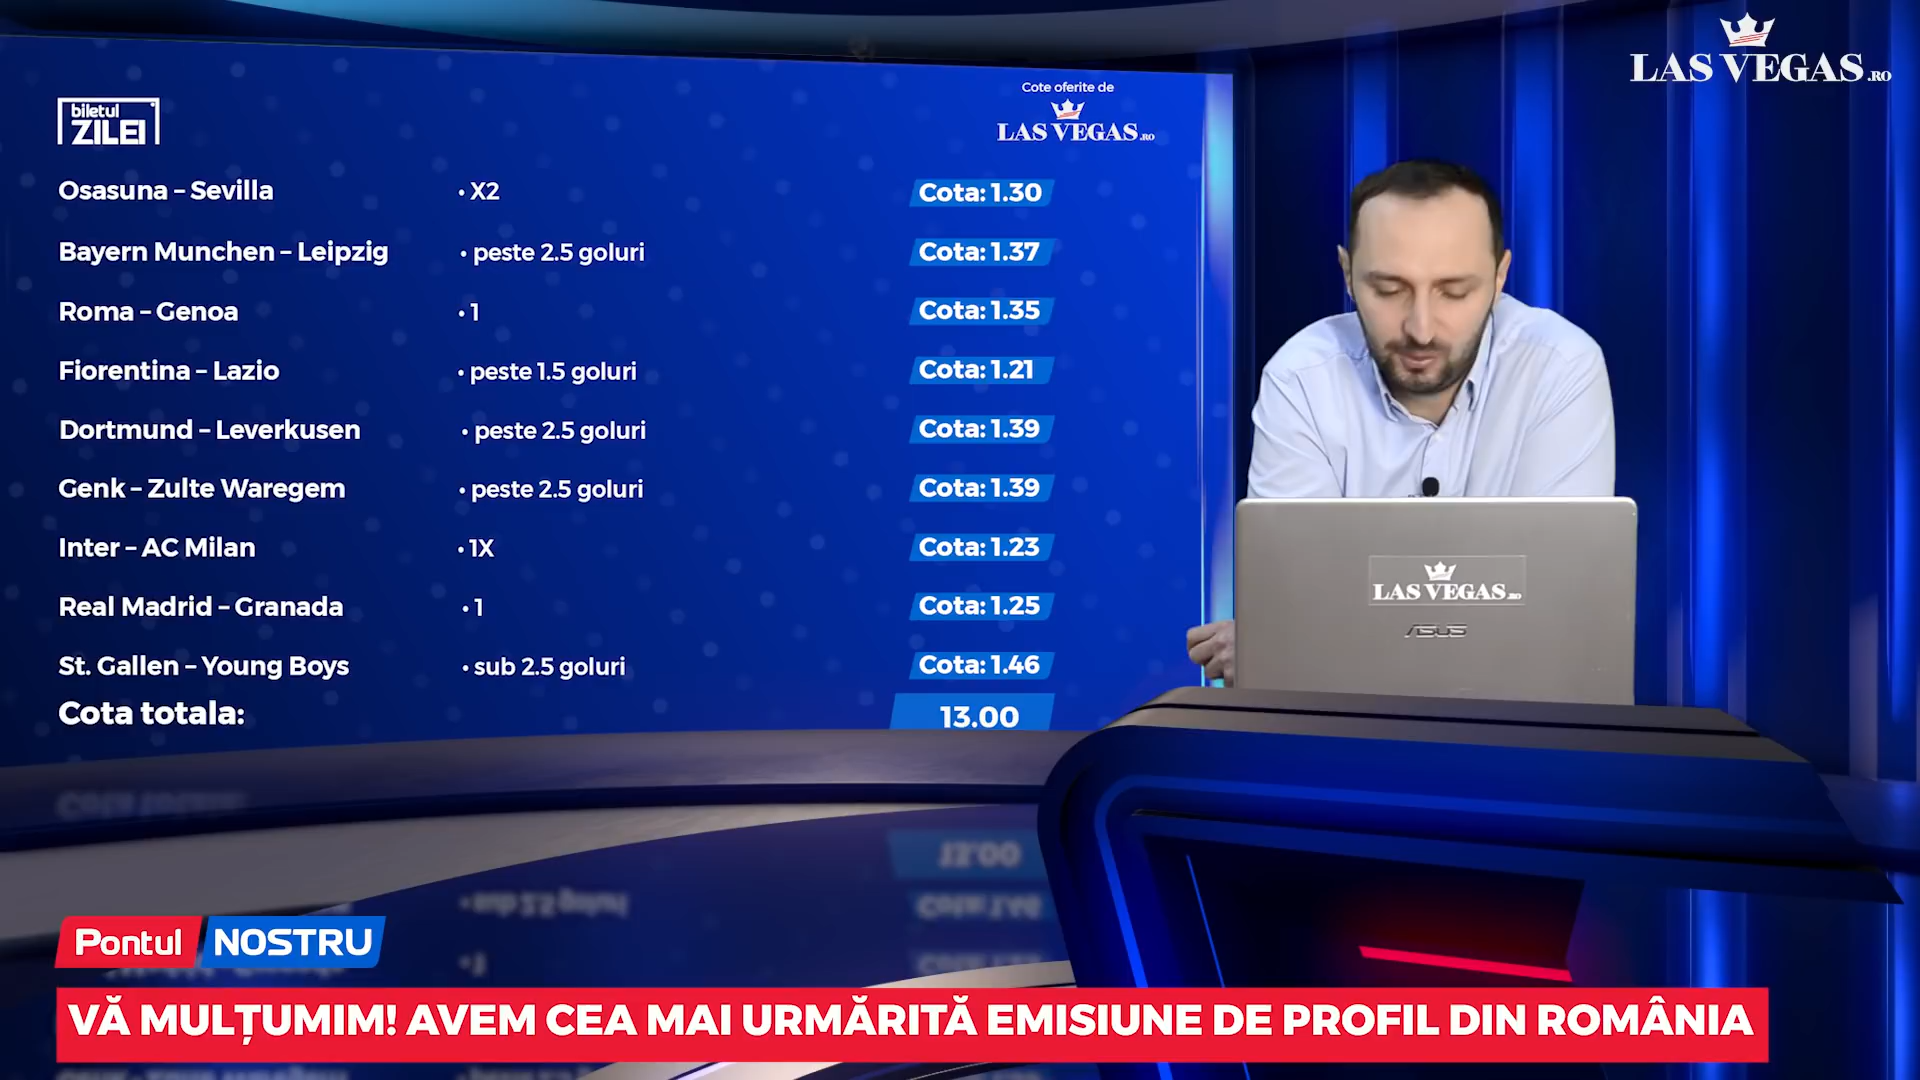 LAS VEGAS.RO
biletul
ZILEI
Cote oferite de
LAS VEGAS.RO
Osasuna – Sevilla • X2 Cota: 1.30
Bayern Munchen – Leipzig • peste 2.5 goluri Cota: 1.37
Roma – Genoa • 1 Cota: 1.35
Fiorentina – Lazio • peste 1.5 goluri Cota: 1.21
Dortmund – Leverkusen • peste 2.5 goluri Cota: 1.39
Genk – Zulte Waregem • peste 2.5 goluri Cota: 1.39
Inter – AC Milan • 1X Cota: 1.23
Real Madrid – Granada • 1 Cota: 1.25
St. Gallen – Young Boys • sub 2.5 goluri Cota: 1.46
Cota totala: 13.00
LAS VEGAS.RO
ASUS
Pontul NOSTRU
VĂ MULȚUMIM! AVEM CEA MAI URMĂRITĂ EMISIUNE DE PROFIL DIN ROMÂNIA